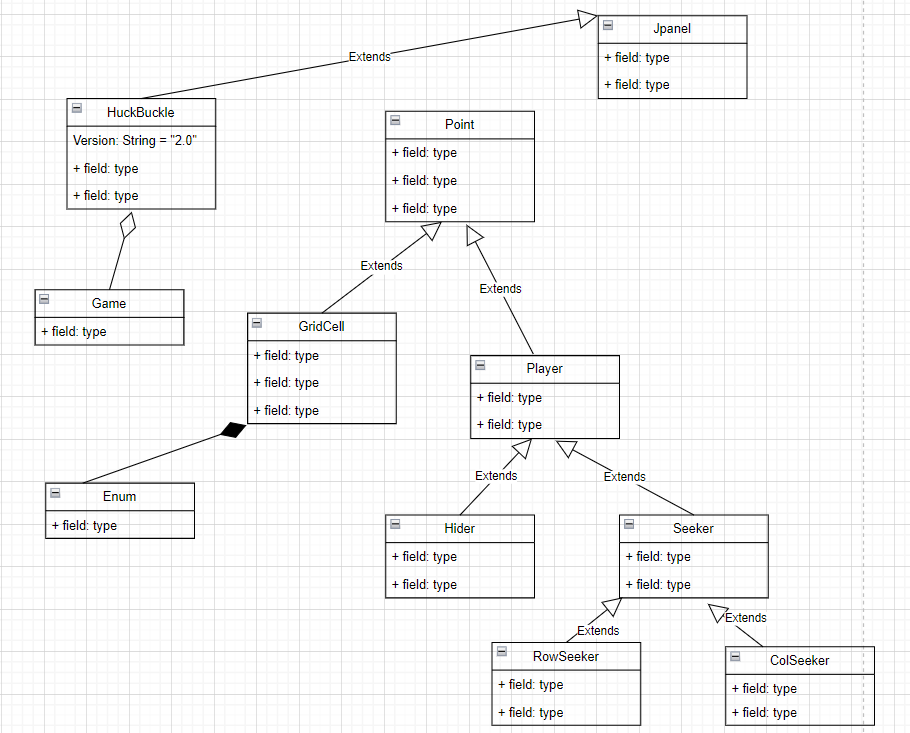 Jpanel
+ field: type
+ field: type
Extends
HuckBuckle
Version: String = "2.0"
+ field: type
+ field: type
Point
+ field: type
+ field: type
+ field: type
Extends
Extends
Game
+ field: type
GridCell
+ field: type
+ field: type
+ field: type
Player
+ field: type
+ field: type
Enum
+ field: type
Extends
Extends
Hider
+ field: type
+ field: type
Seeker
+ field: type
+ field: type
Extends
Extends
RowSeeker
+ field: type
+ field: type
ColSeeker
+ field: type
+ field: type